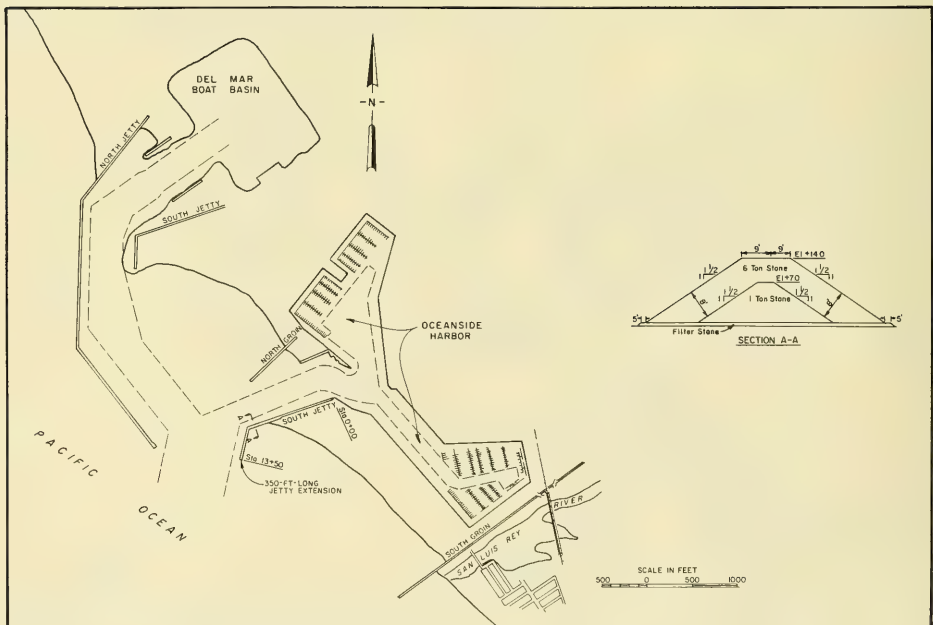 DEL MAR
BOAT BASIN
-N-
NORTH JETTY
SOUTH JETTY
OCEANSIDE
HARBOR
NORTH GROIN
SOUTH JETTY
Sta 0+00
A
A
Sta 13+50
350-FT-LONG
JETTY EXTENSION
PACIFIC
OCEAN
SOUTH GROIN
SAN LUIS REY
RIVER
9' 9'
El+14.0
6 Ton Stone
1 1/2
1
1 1/2
1
El+7.0
1 1/2
1
1 Ton Stone
1 1/2
1
8'
8'
5'
5'
Filter Stone
SECTION A-A
SCALE IN FEET
500 0 500 1000